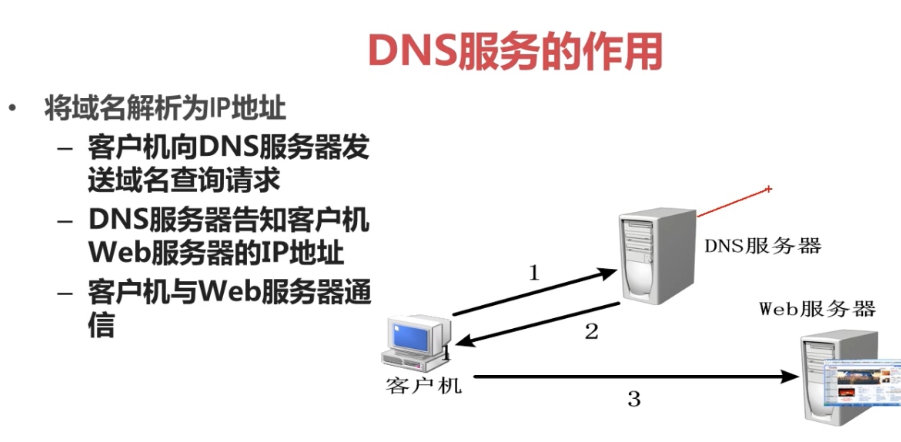 DNS服务的作用
• 将域名解析为IP地址
– 客户机向DNS服务器发
送域名查询请求
– DNS服务器告知客户机
Web服务器的IP地址
– 客户机与Web服务器通
信
DNS服务器
1
Web服务器
2
1
客户机
3